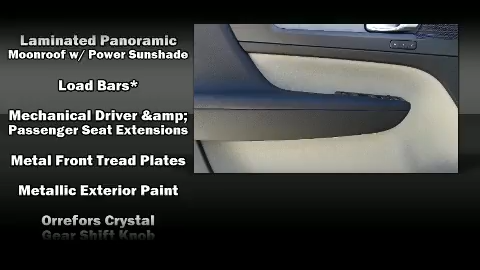 Laminated Panoramic
Moonroof w/ Power Sunshade
Load Bars*
Mechanical Driver &amp;
Passenger Seat Extensions
Metal Front Tread Plates
Metallic Exterior Paint
Orrefors Crystal
Gear Shift Knob